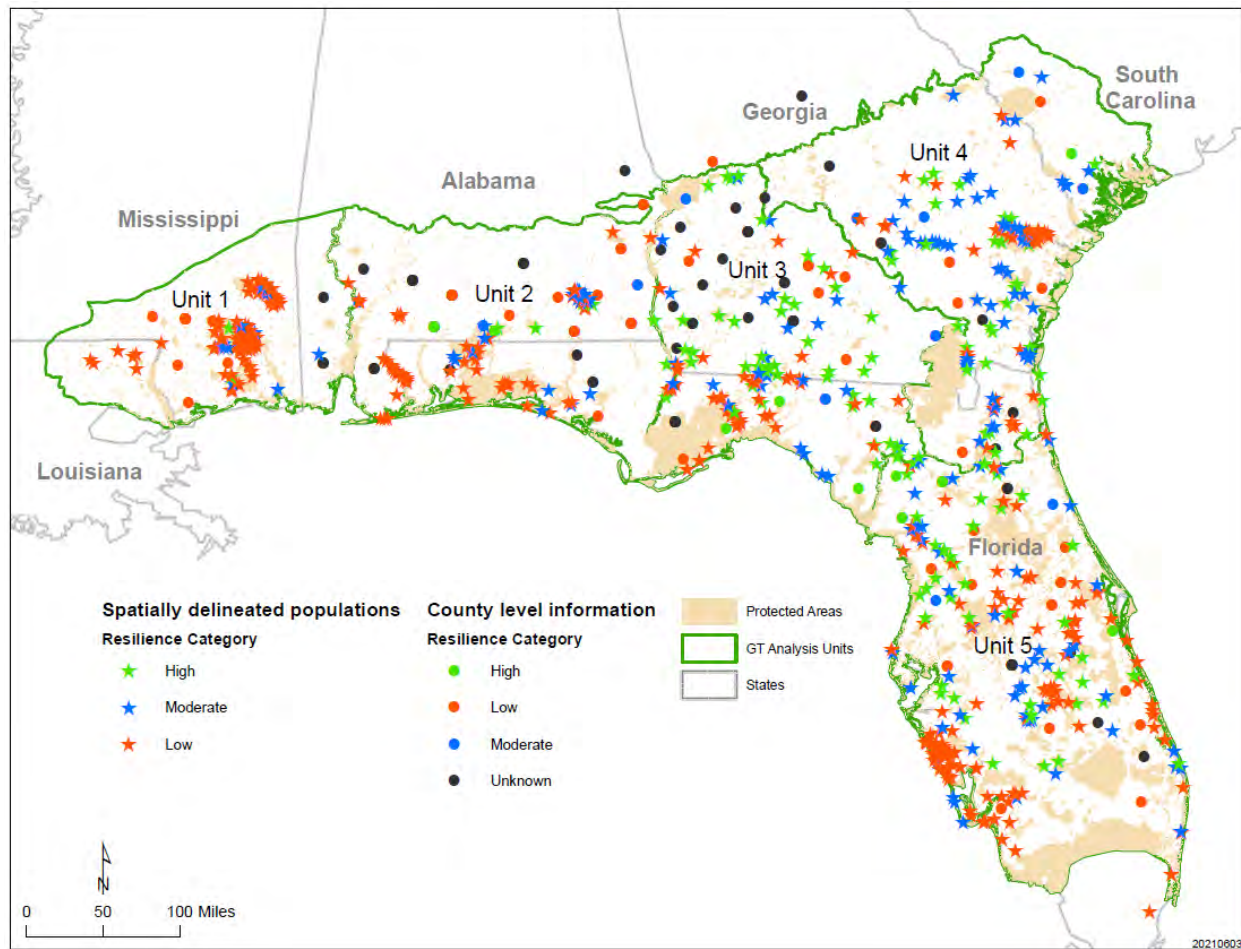 South
Carolina
Georgia
Unit 4
Alabama
Mississippi
Unit 3
Unit 1
Unit 2
Louisiana
Florida
Unit 5
Spatially delineated populations
Resilience Category
High
Moderate
Low
County level information
Resilience Category
High
Low
Moderate
Unknown
Protected Areas
GT Analysis Units
States
N
0 50 100 Miles
20210603